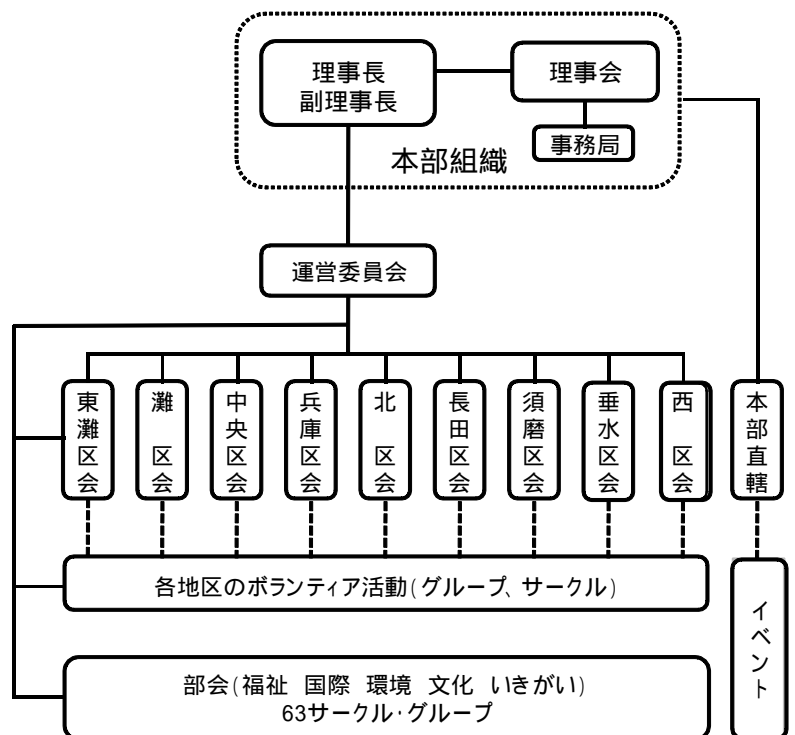 理事長
副理事長
理事会
事務局
本部組織
運営委員会
東灘区会
灘 区会
中央区会
兵庫区会
北 区会
長田区会
須磨区会
垂水区会
西 区会
本部直轄
各地区のボランティア活動(グループ、サークル)
イベント
部会(福祉 国際 環境 文化 いきがい)
63サークル・グループ